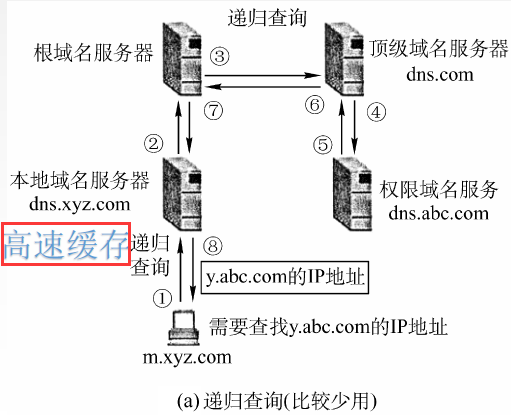 递归查询
根域名服务器
③
顶级域名服务器
dns.com
⑦
⑥
④
②
⑤
本地域名服务器
dns.xyz.com
权限域名服务
dns.abc.com
高速缓存
递归
查询
⑧
y.abc.com的IP地址
①
需要查找y.abc.com的IP地址
m.xyz.com
(a) 递归查询(比较少用)